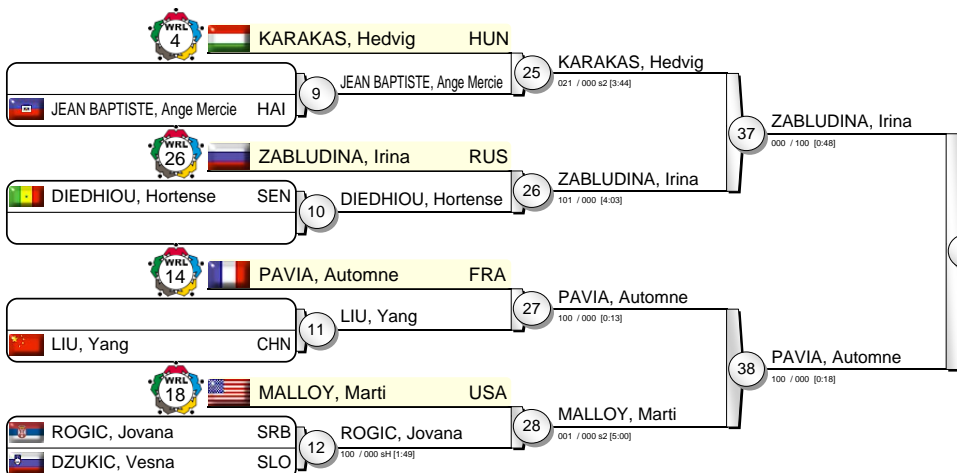 WRL 4 KARAKAS, Hedvig HUN
JEAN BAPTISTE, Ange Mercie HAI
9
JEAN BAPTISTE, Ange Mercie
25
KARAKAS, Hedvig
021 / 000 s2 [3:44]
WRL 26 ZABLUDINA, Irina RUS
DIEDHIOU, Hortense SEN
10
DIEDHIOU, Hortense
26
ZABLUDINA, Irina
101 / 000 [4:03]
37
ZABLUDINA, Irina
000 / 100 [0:48]
WRL 14 PAVIA, Automne FRA
LIU, Yang CHN
11
LIU, Yang
27
PAVIA, Automne
100 / 000 [0:13]
WRL 18 MALLOY, Marti USA
ROGIC, Jovana SRB
DZUKIC, Vesna SLO
12
ROGIC, Jovana
100 / 000 sH [1:49]
28
MALLOY, Marti
001 / 000 s2 [5:00]
38
PAVIA, Automne
100 / 000 [0:18]